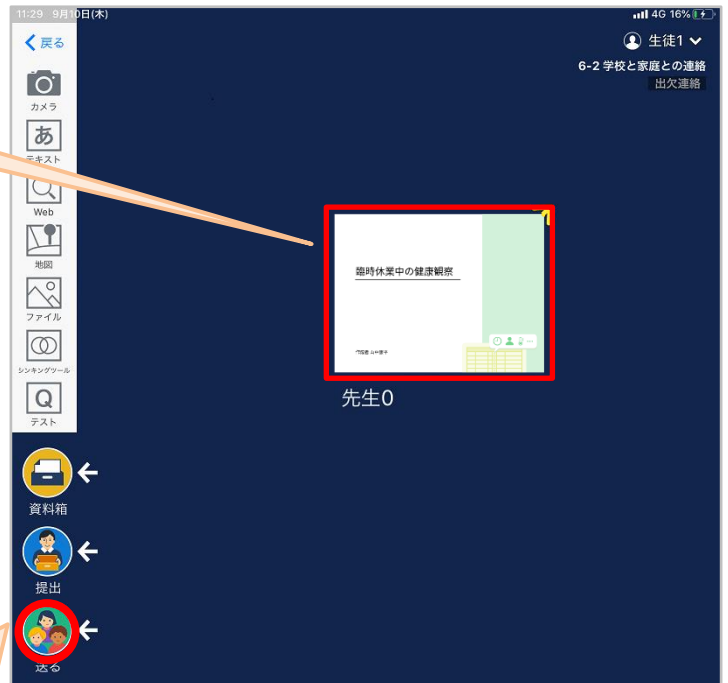 11:29 9月10日(木)
4G 16%
戻る
生徒1
6-2 学校と家庭との連絡
出欠連絡
カメラ
あ
テキスト
Web
地図
ファイル
シンキングツール
Q
テスト
臨時休業中の健康観察
先生0
資料箱
提出
送る